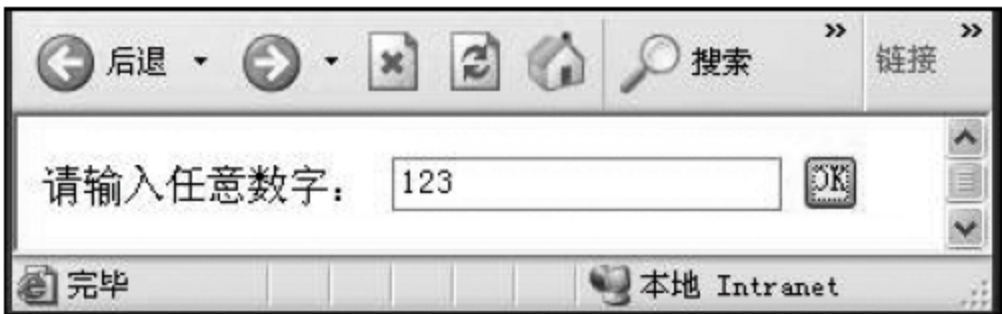 后退 搜索 » 链接 »
请输入任意数字： 123 OK
完毕 本地 Intranet